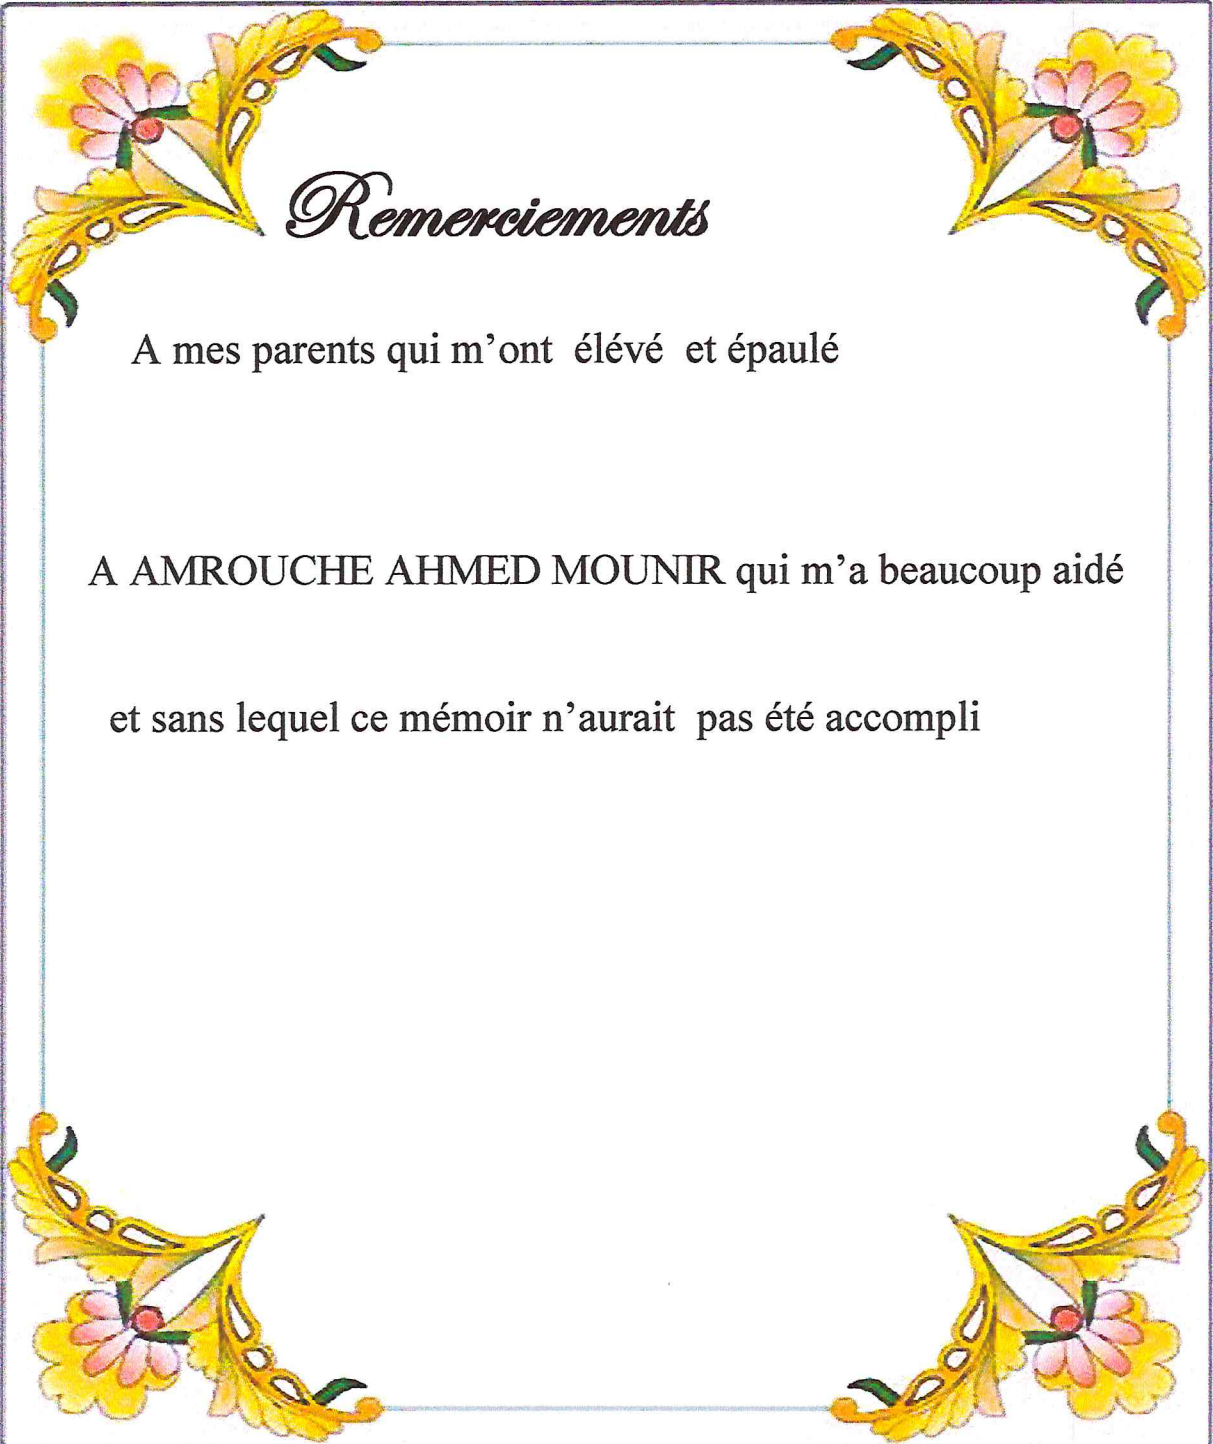 Remerciements
A mes parents qui m’ont élévé et épaulé
A AMROUCHE AHMED MOUNIR qui m’a beaucoup aidé
et sans lequel ce mémoir n’aurait pas été accompli